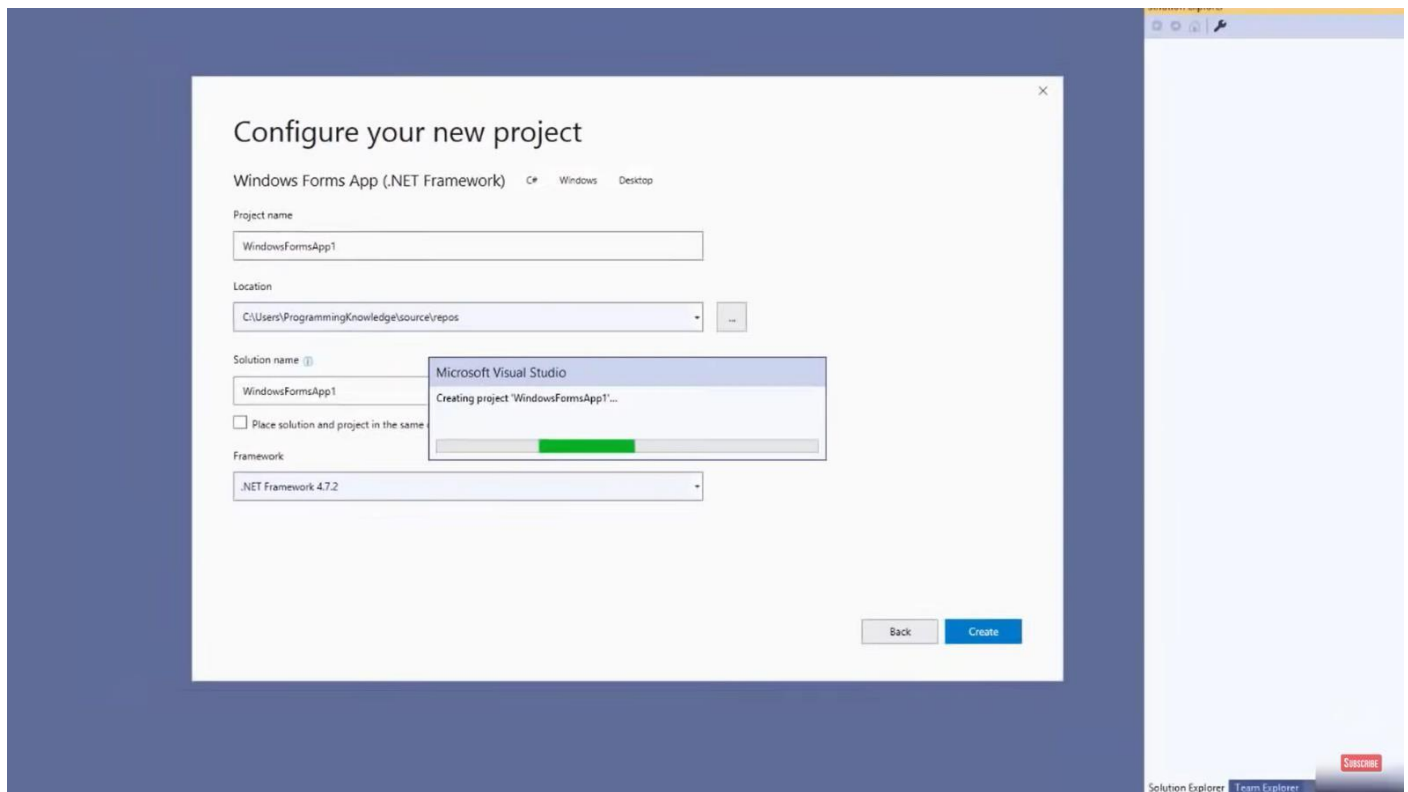 Solution Explorer
×
Configure your new project
Windows Forms App (.NET Framework) C# Windows Desktop
Project name
WindowsFormsApp1
Location
C:\Users\ProgrammingKnowledge\source\repos
...
Solution name
WindowsFormsApp1
Place solution and project in the same
Microsoft Visual Studio
Creating project 'WindowsFormsApp1'...
Framework
.NET Framework 4.7.2
Back Create
SUBSCRIBE
Solution Explorer Team Explorer